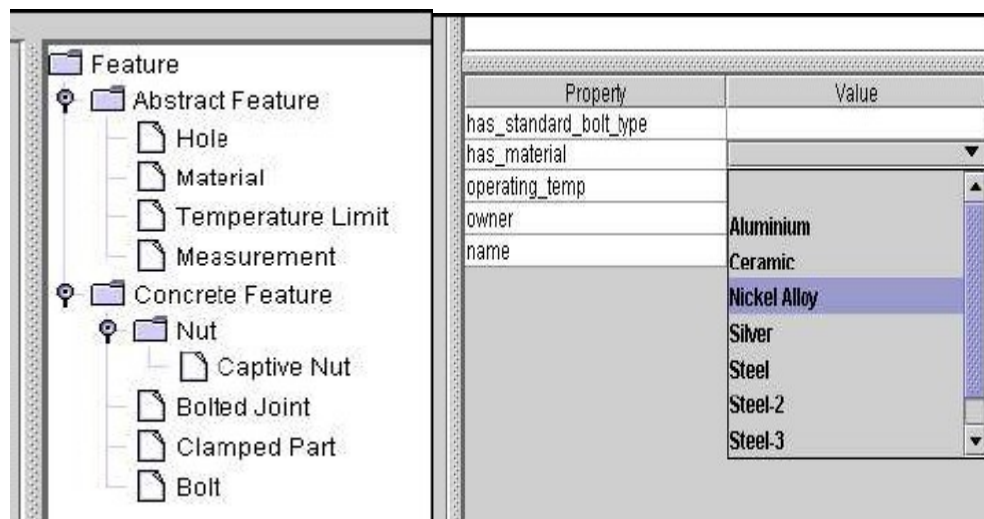 Feature
Abstract Feature
Hole
Material
Temperature Limit
Measurement
Concrete Feature
Nut
Captive Nut
Bolted Joint
Clamped Part
Bolt
Property Value
has_standard_bolt_type
has_material
operating_temp
owner
name
Aluminium
Ceramic
Nickel Alloy
Silver
Steel
Steel-2
Steel-3